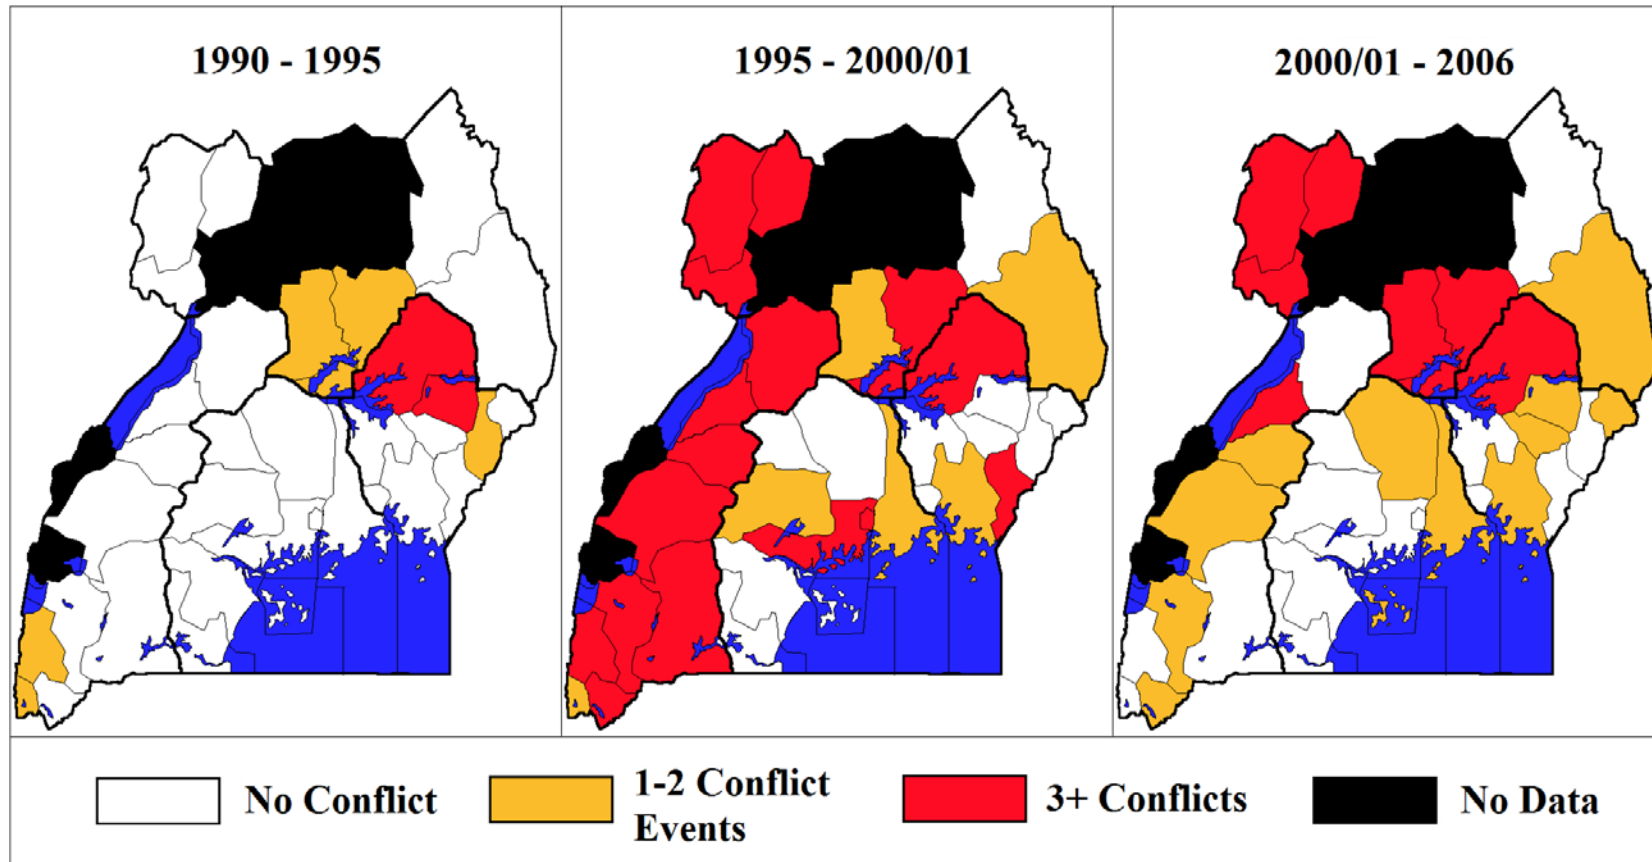 1990 - 1995
1995 - 2000/01
2000/01 - 2006
No Conflict
1-2 Conflict
Events
3+ Conflicts
No Data